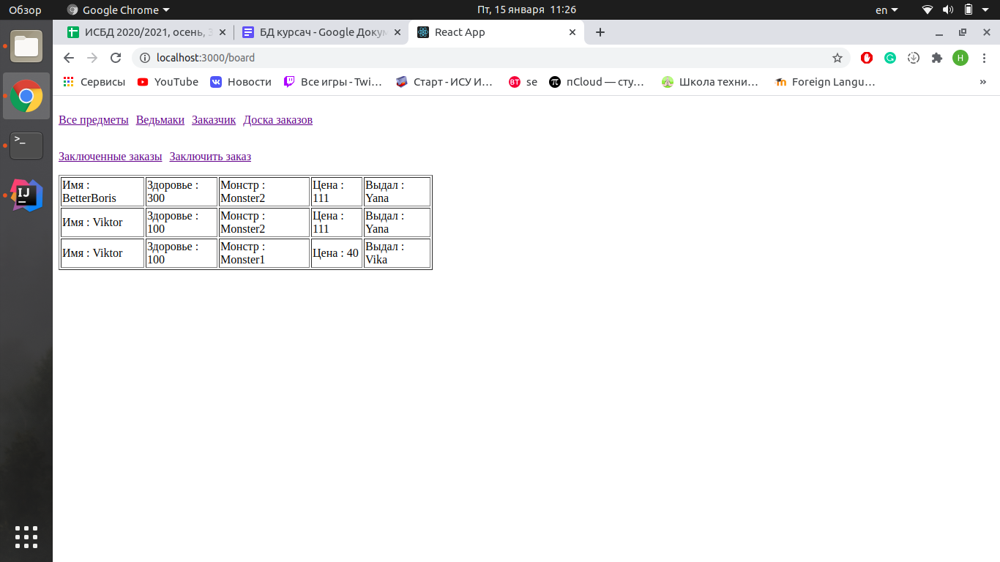 Обзор Google Chrome Пт, 15 января 11:26 en
ИСБД 2020/2021, осень, З БД курсач - Google Докум React App
localhost:3000/board
Сервисы YouTube Новости Все игры - Twi… Старт - ИСУ И… se пCloud — сту… Школа техни… Foreign Langu… »
Все предметы Ведьмаки Заказчик Доска заказов
Заключенные заказы Заключить заказ
Имя : BetterBoris Здоровье : 300 Монстр : Monster2 Цена : 111 Выдал : Yana
Имя : Viktor Здоровье : 100 Монстр : Monster2 Цена : 111 Выдал : Yana
Имя : Viktor Здоровье : 100 Монстр : Monster1 Цена : 40 Выдал : Vika